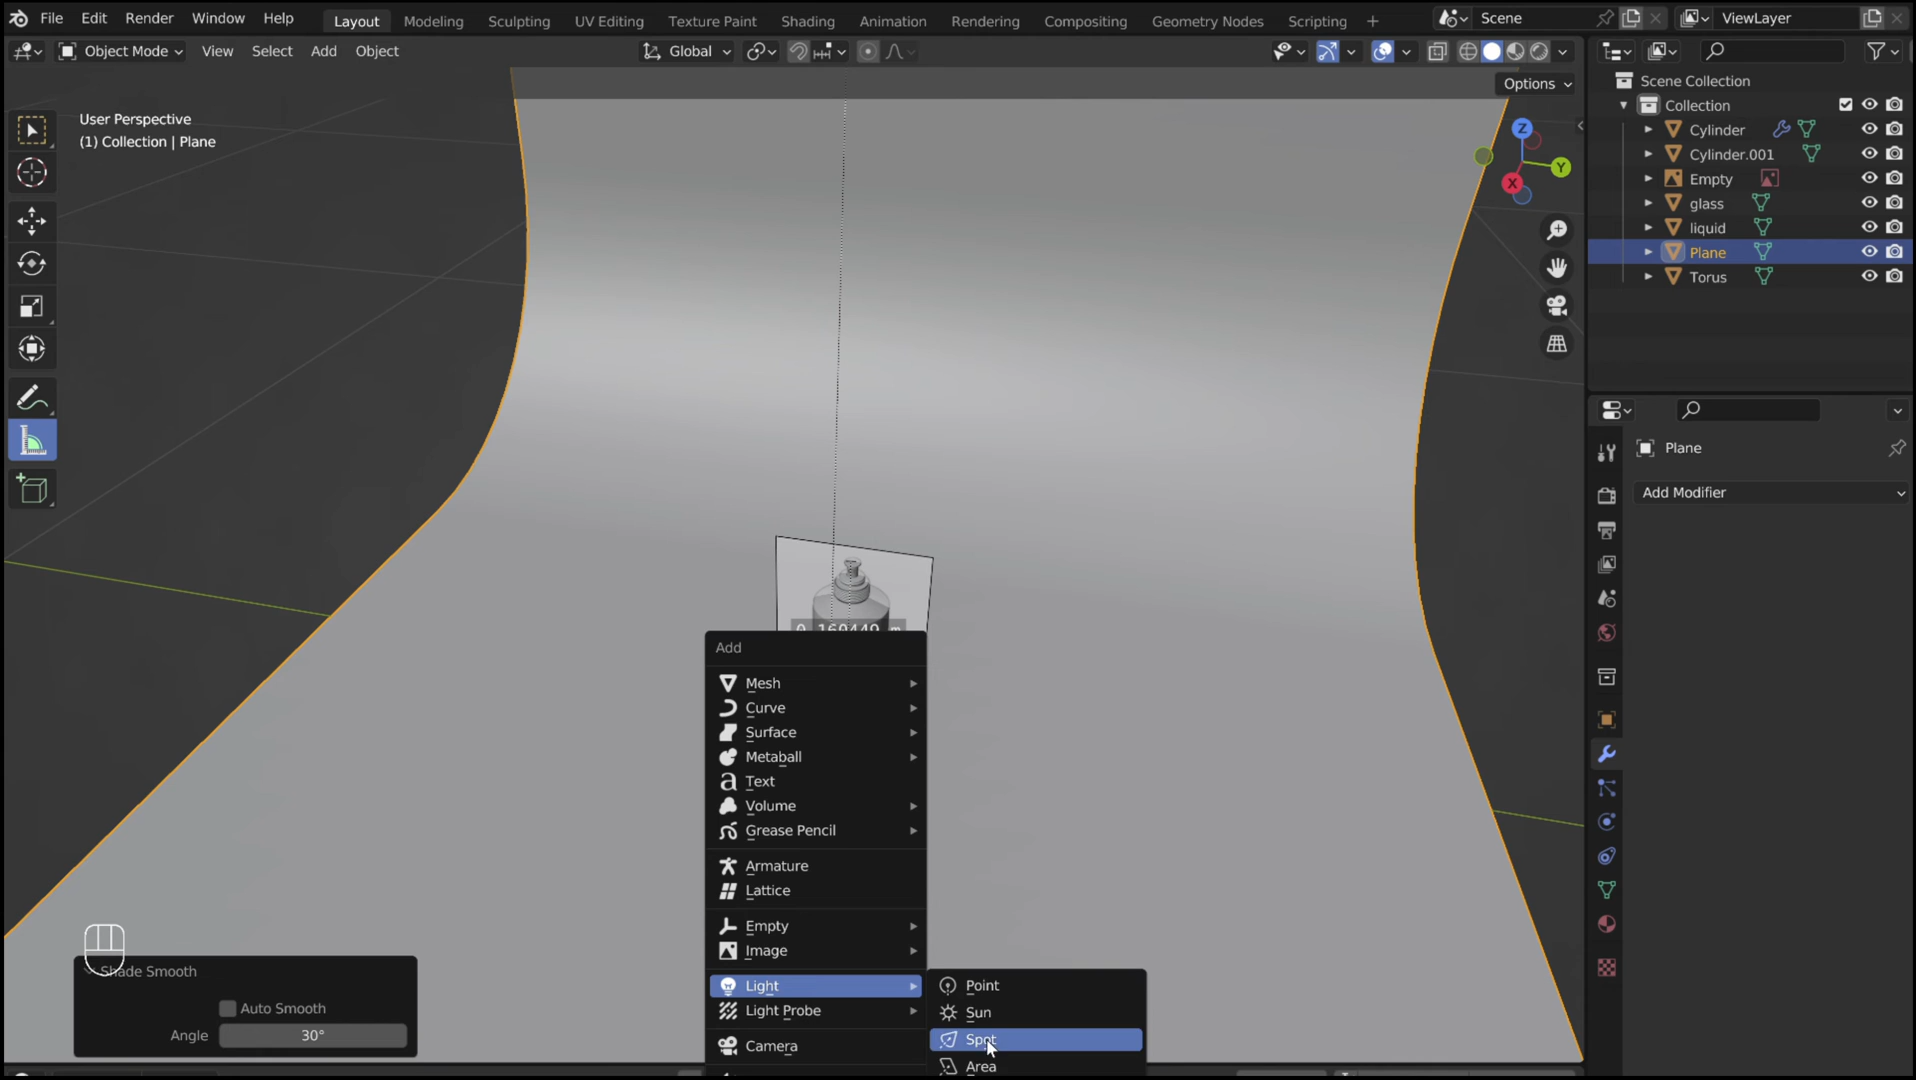 File Edit Render Window Help Layout Modeling Sculpting UV Editing Texture Paint Shading Animation Rendering Compositing Geometry Nodes Scripting + Scene ViewLayer
Object Mode View Select Add Object Global
Options
User Perspective
(1) Collection | Plane
Z
Y
X
Scene Collection
Collection
Cylinder
Cylinder.001
Empty
glass
liquid
Plane
Torus
Plane
Add Modifier
0.160449 m
Add
Mesh
Curve
Surface
Metaball
Text
Volume
Grease Pencil
Armature
Lattice
Empty
Image
Light
Light Probe
Camera
Point
Sun
Spot
Area
Shade Smooth
Auto Smooth
Angle 30°